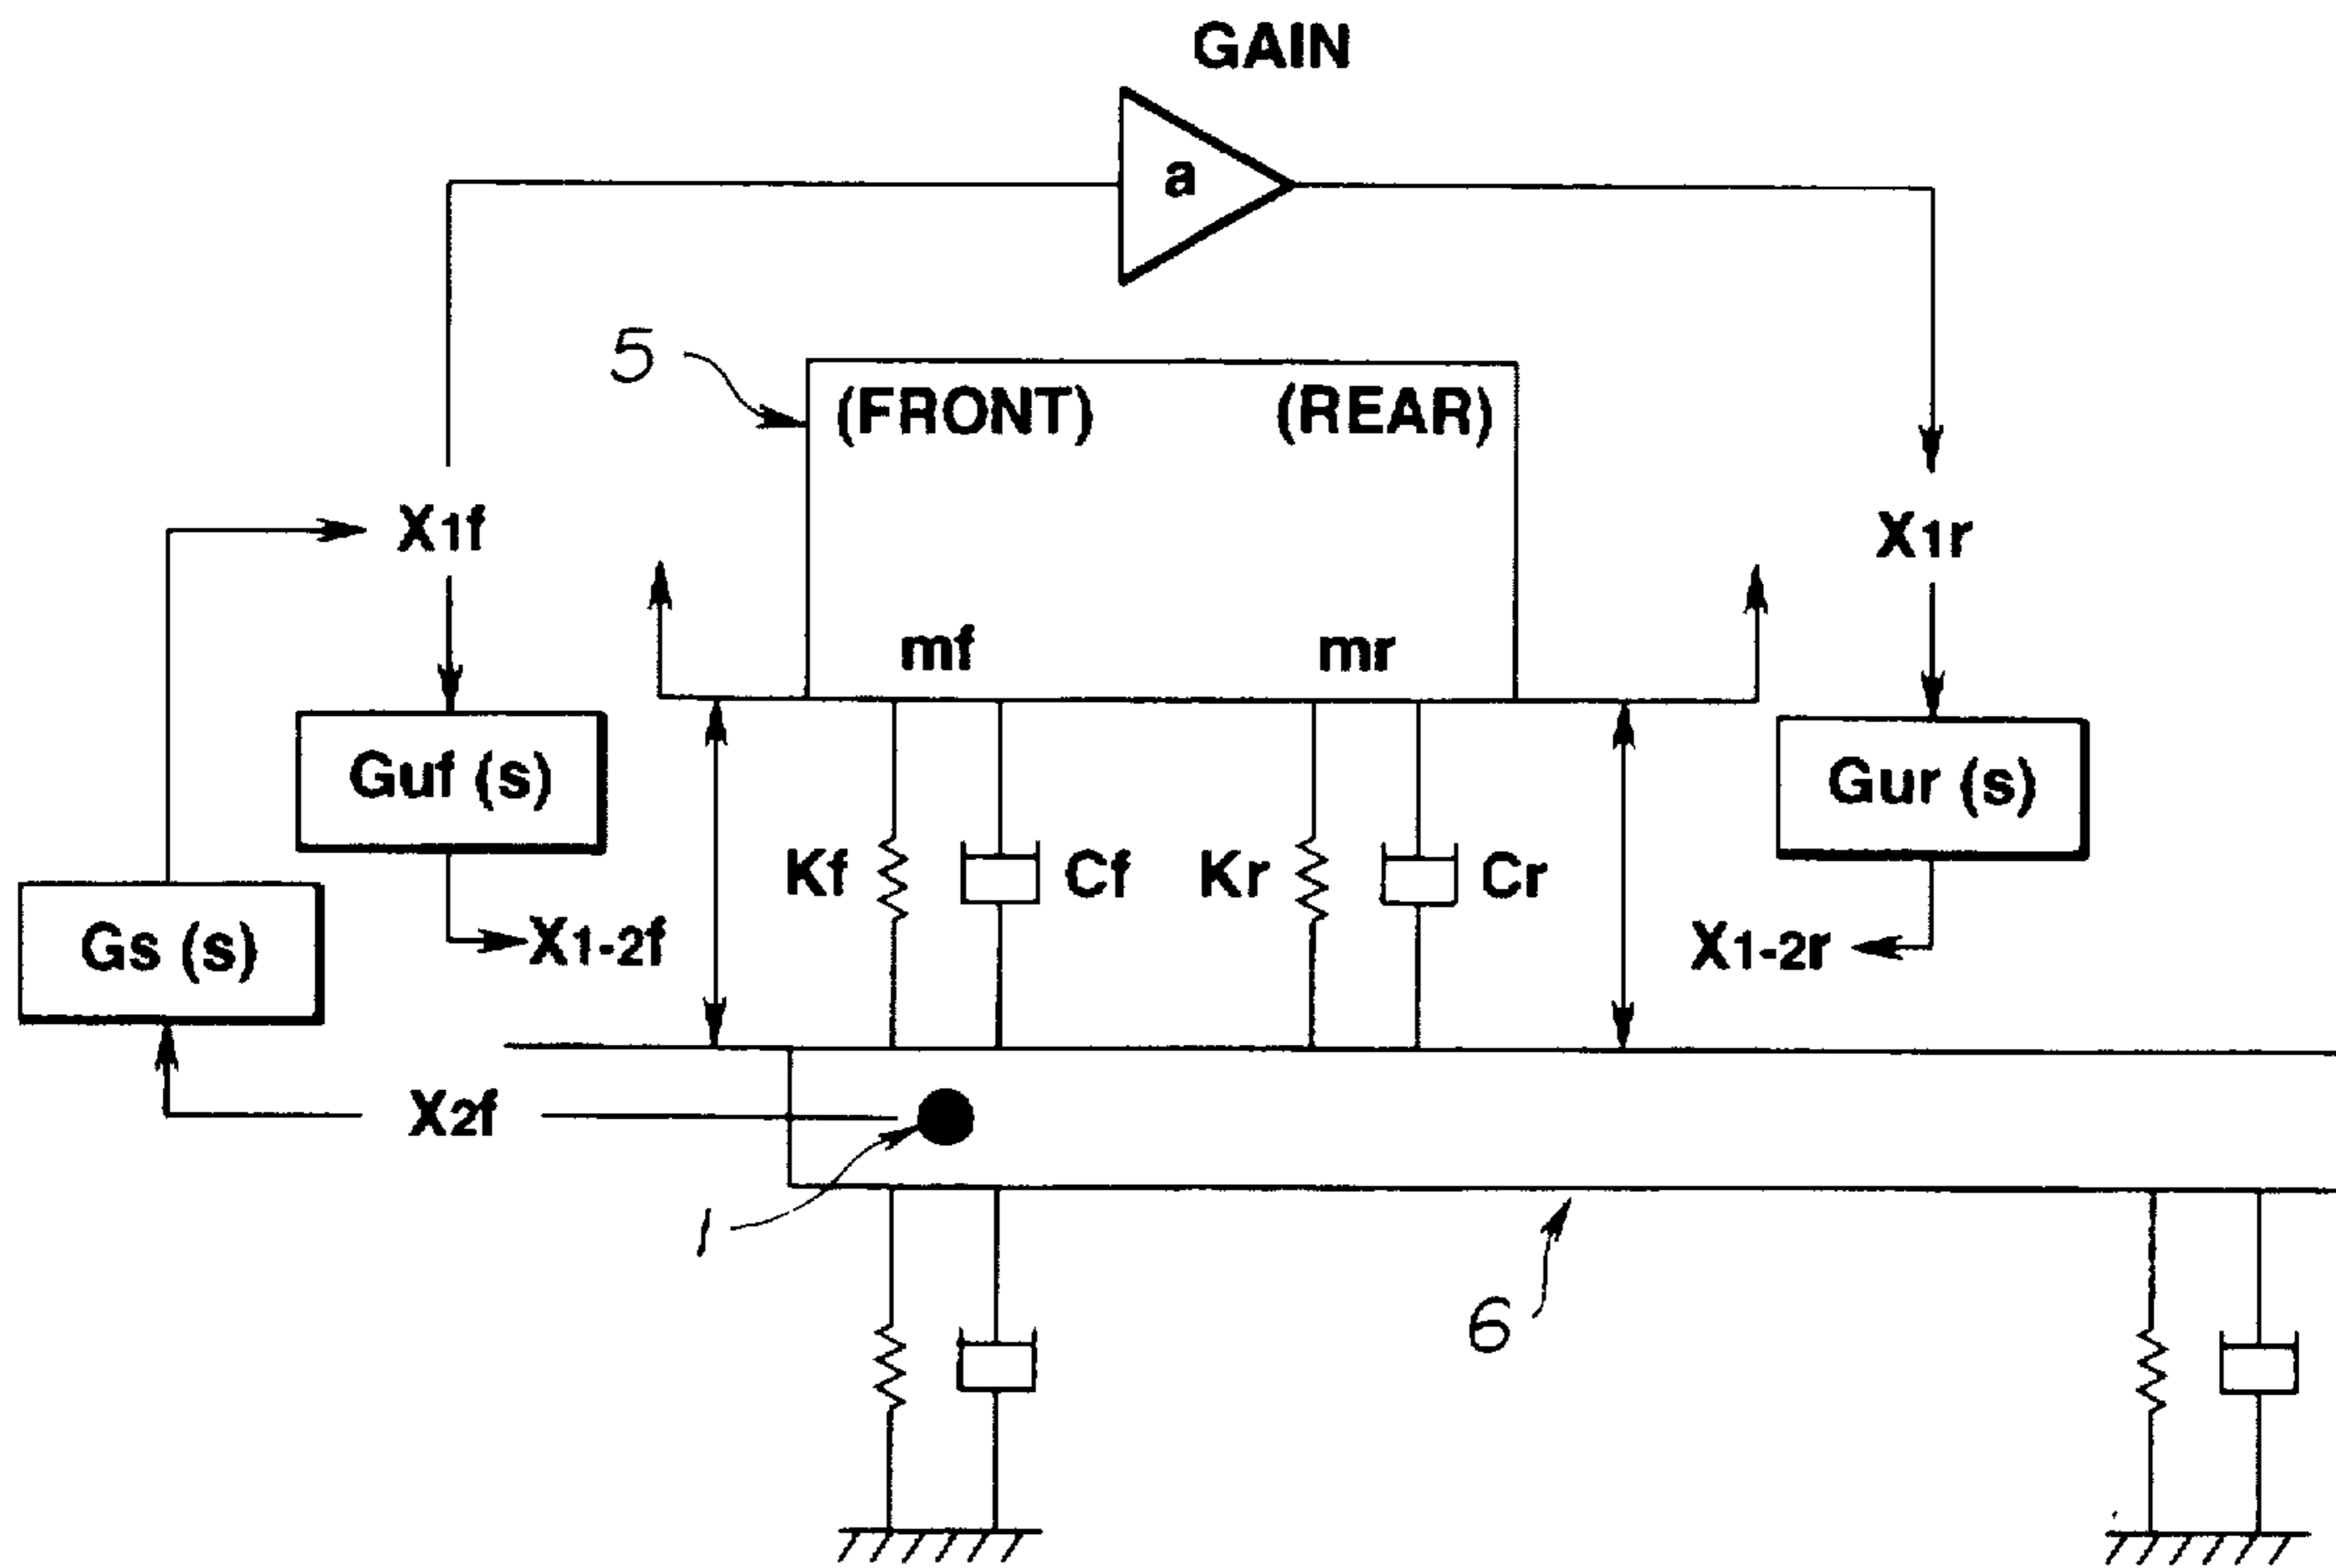 GAIN
a
5
(FRONT) (REAR)
X1f
X1r
mf mr
Guf (s)
Gur (s)
Kf Cf Kr Cr
Gs (s)
X1-2f
X1-2r
X2f
1
6